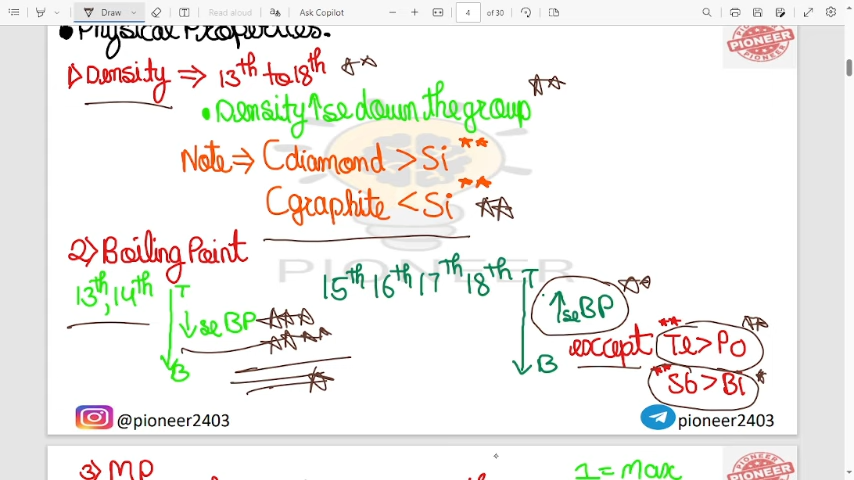 Draw
Read aloud
Ask Copilot
4 of 30
• Physical Properties.
PIONEER
1) Density ⇒ 13th to 18th
• Density ↑se down the group
Note ⇒ Cdiamond > Si **
Cgraphite < Si **
2) Boiling Point
PIONEER
13th, 14th T ↓se BP B
15th 16th 17th 18th T ↑se BP B
except Te > Po
Sb > Bi
@pioneer2403
pioneer2403
3) MP
1 = Max
PIONEER